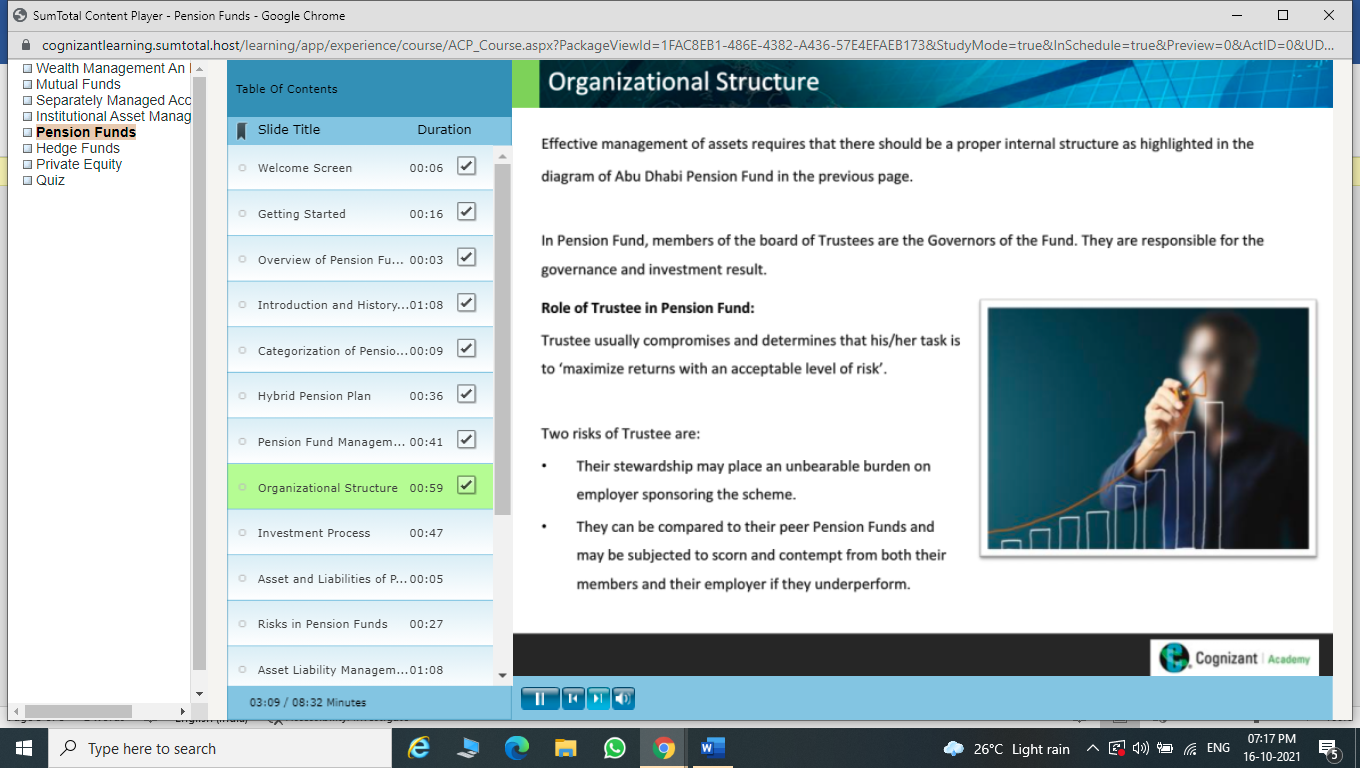 SumTotal Content Player - Pension Funds - Google Chrome
cognizantlearning.sumtotal.host/learning/app/experience/course/ACP_Course.aspx?PackageViewId=1FAC8EB1-486E-4382-A436-57E4EFAEB173&StudyMode=true&InSchedule=true&Preview=0&ActID=0&UD...
Wealth Management An I
Mutual Funds
Separately Managed Acc
Institutional Asset Manag
Pension Funds
Hedge Funds
Private Equity
Quiz
Table Of Contents
Slide Title Duration
Welcome Screen 00:06
Getting Started 00:16
Overview of Pension Fu... 00:03
Introduction and History... 01:08
Categorization of Pensio... 00:09
Hybrid Pension Plan 00:36
Pension Fund Managem... 00:41
Organizational Structure 00:59
Investment Process 00:47
Asset and Liabilities of P... 00:05
Risks in Pension Funds 00:27
Asset Liability Managem... 01:08
03:09 / 08:32 Minutes
Organizational Structure
Effective management of assets requires that there should be a proper internal structure as highlighted in the
diagram of Abu Dhabi Pension Fund in the previous page.
In Pension Fund, members of the board of Trustees are the Governors of the Fund. They are responsible for the
governance and investment result.
Role of Trustee in Pension Fund:
Trustee usually compromises and determines that his/her task is
to ‘maximize returns with an acceptable level of risk’.
Two risks of Trustee are:
• Their stewardship may place an unbearable burden on
employer sponsoring the scheme.
• They can be compared to their peer Pension Funds and
may be subjected to scorn and contempt from both their
members and their employer if they underperform.
Cognizant | Academy
Type here to search
26°C Light rain
ENG
07:17 PM
16-10-2021
5